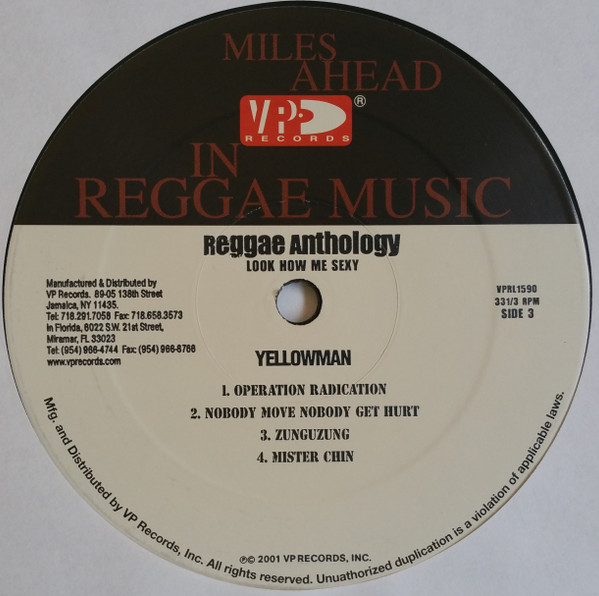 MILES
AHEAD
VP ®
RECORDS
IN
REGGAE MUSIC
Reggae Anthology
LOOK HOW ME SEXY
Manufactured & Distributed by
VP Records. 89-05 138th Street
Jamaica, NY 11435.
Tel: 718.291.7058 Fax: 718.658.3573
In Florida, 6022 S.W. 21st Street,
Miramar, FL 33023
Tel: (954) 966-4744 Fax: (954) 966-8766
www.vprecords.com
VPRL1590
33 1/3 RPM
SIDE 3
YELLOWMAN
1. OPERATION RADICATION
2. NOBODY MOVE NOBODY GET HURT
3. ZUNGUZUNG
4. MISTER CHIN
℗© 2001 VP RECORDS, INC.
Mfg. and Distributed by VP Records, Inc. All rights reserved. Unauthorized duplication is a violation of applicable laws.